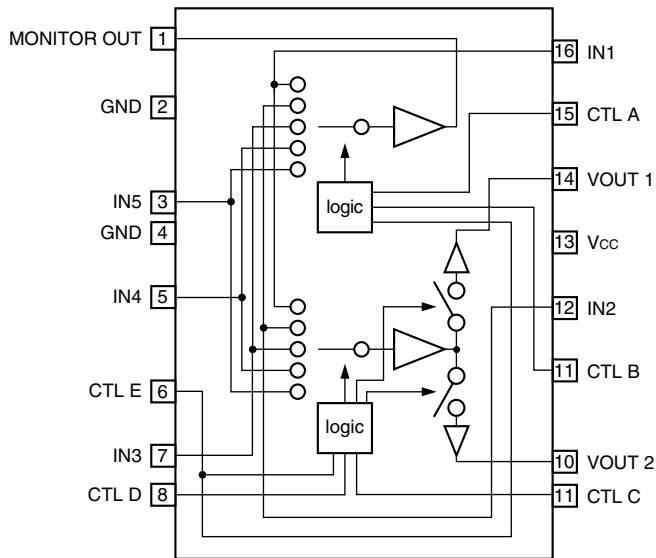 MONITOR OUT 1
16 IN1
GND 2
15 CTL A
IN5 3
logic
14 VOUT 1
GND 4
13 VCC
IN4 5
12 IN2
CTL E 6
11 CTL B
logic
IN3 7
10 VOUT 2
CTL D 8
11 CTL C